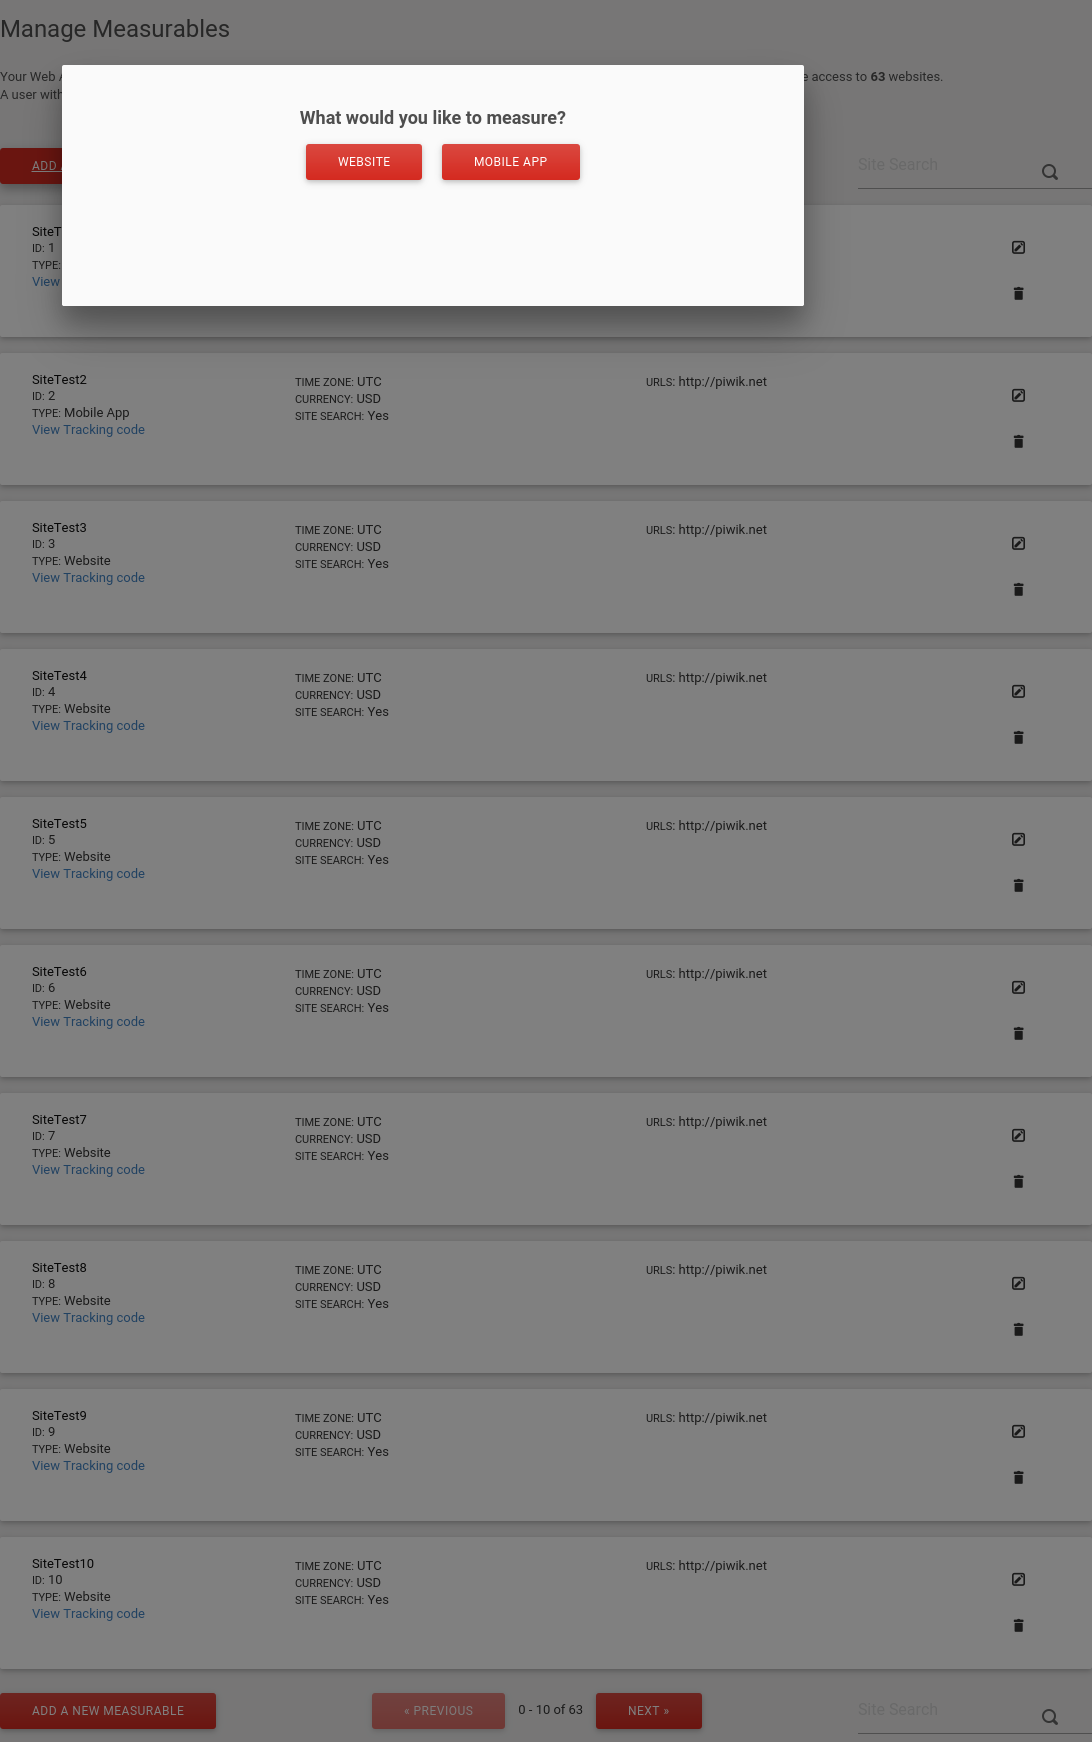 Manage Measurables
Your Web
e access to 63 websites.
A user with
What would you like to measure?
WEBSITE
MOBILE APP
ADD
Site Search
SiteT
ID: 1
TYPE:
View
SiteTest2
ID: 2
TYPE: Mobile App
View Tracking code
TIME ZONE: UTC
CURRENCY: USD
SITE SEARCH: Yes
URLS: http://piwik.net
SiteTest3
ID: 3
TYPE: Website
View Tracking code
TIME ZONE: UTC
CURRENCY: USD
SITE SEARCH: Yes
URLS: http://piwik.net
SiteTest4
ID: 4
TYPE: Website
View Tracking code
TIME ZONE: UTC
CURRENCY: USD
SITE SEARCH: Yes
URLS: http://piwik.net
SiteTest5
ID: 5
TYPE: Website
View Tracking code
TIME ZONE: UTC
CURRENCY: USD
SITE SEARCH: Yes
URLS: http://piwik.net
SiteTest6
ID: 6
TYPE: Website
View Tracking code
TIME ZONE: UTC
CURRENCY: USD
SITE SEARCH: Yes
URLS: http://piwik.net
SiteTest7
ID: 7
TYPE: Website
View Tracking code
TIME ZONE: UTC
CURRENCY: USD
SITE SEARCH: Yes
URLS: http://piwik.net
SiteTest8
ID: 8
TYPE: Website
View Tracking code
TIME ZONE: UTC
CURRENCY: USD
SITE SEARCH: Yes
URLS: http://piwik.net
SiteTest9
ID: 9
TYPE: Website
View Tracking code
TIME ZONE: UTC
CURRENCY: USD
SITE SEARCH: Yes
URLS: http://piwik.net
SiteTest10
ID: 10
TYPE: Website
View Tracking code
TIME ZONE: UTC
CURRENCY: USD
SITE SEARCH: Yes
URLS: http://piwik.net
ADD A NEW MEASURABLE
« PREVIOUS
0 - 10 of 63
NEXT »
Site Search